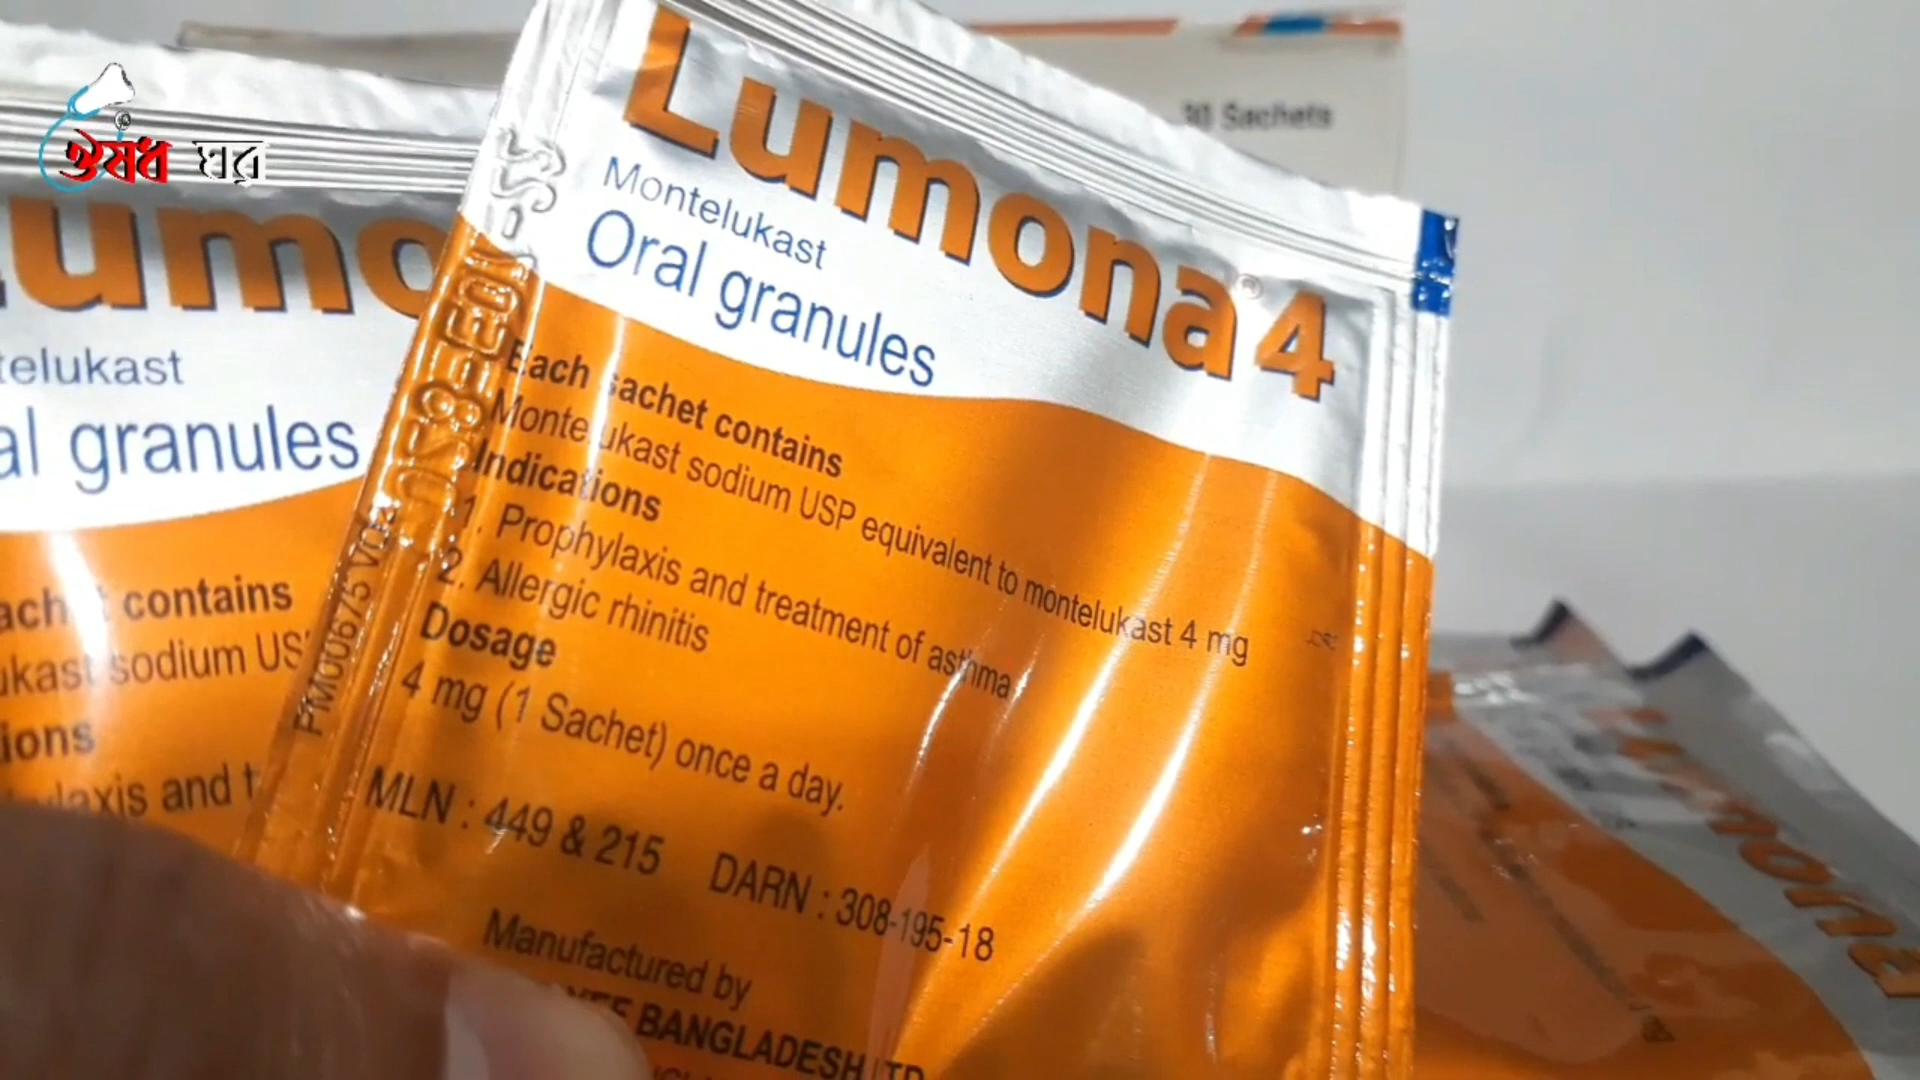 ঔষধ ঘর
30 Sachets
Lumona® 4
Montelukast
Oral granules
Each sachet contains
Montelukast sodium USP equivalent to montelukast 4 mg
Indications
1. Prophylaxis and treatment of asthma
2. Allergic rhinitis
Dosage
4 mg (1 Sachet) once a day.
MLN : 449 & 215 DARN : 308-195-18
Manufactured by
BANGLADESH LTD
PM006757
umo
telukast
al granules
contains
ukast sodium US
ions
laxis and t
Lumona